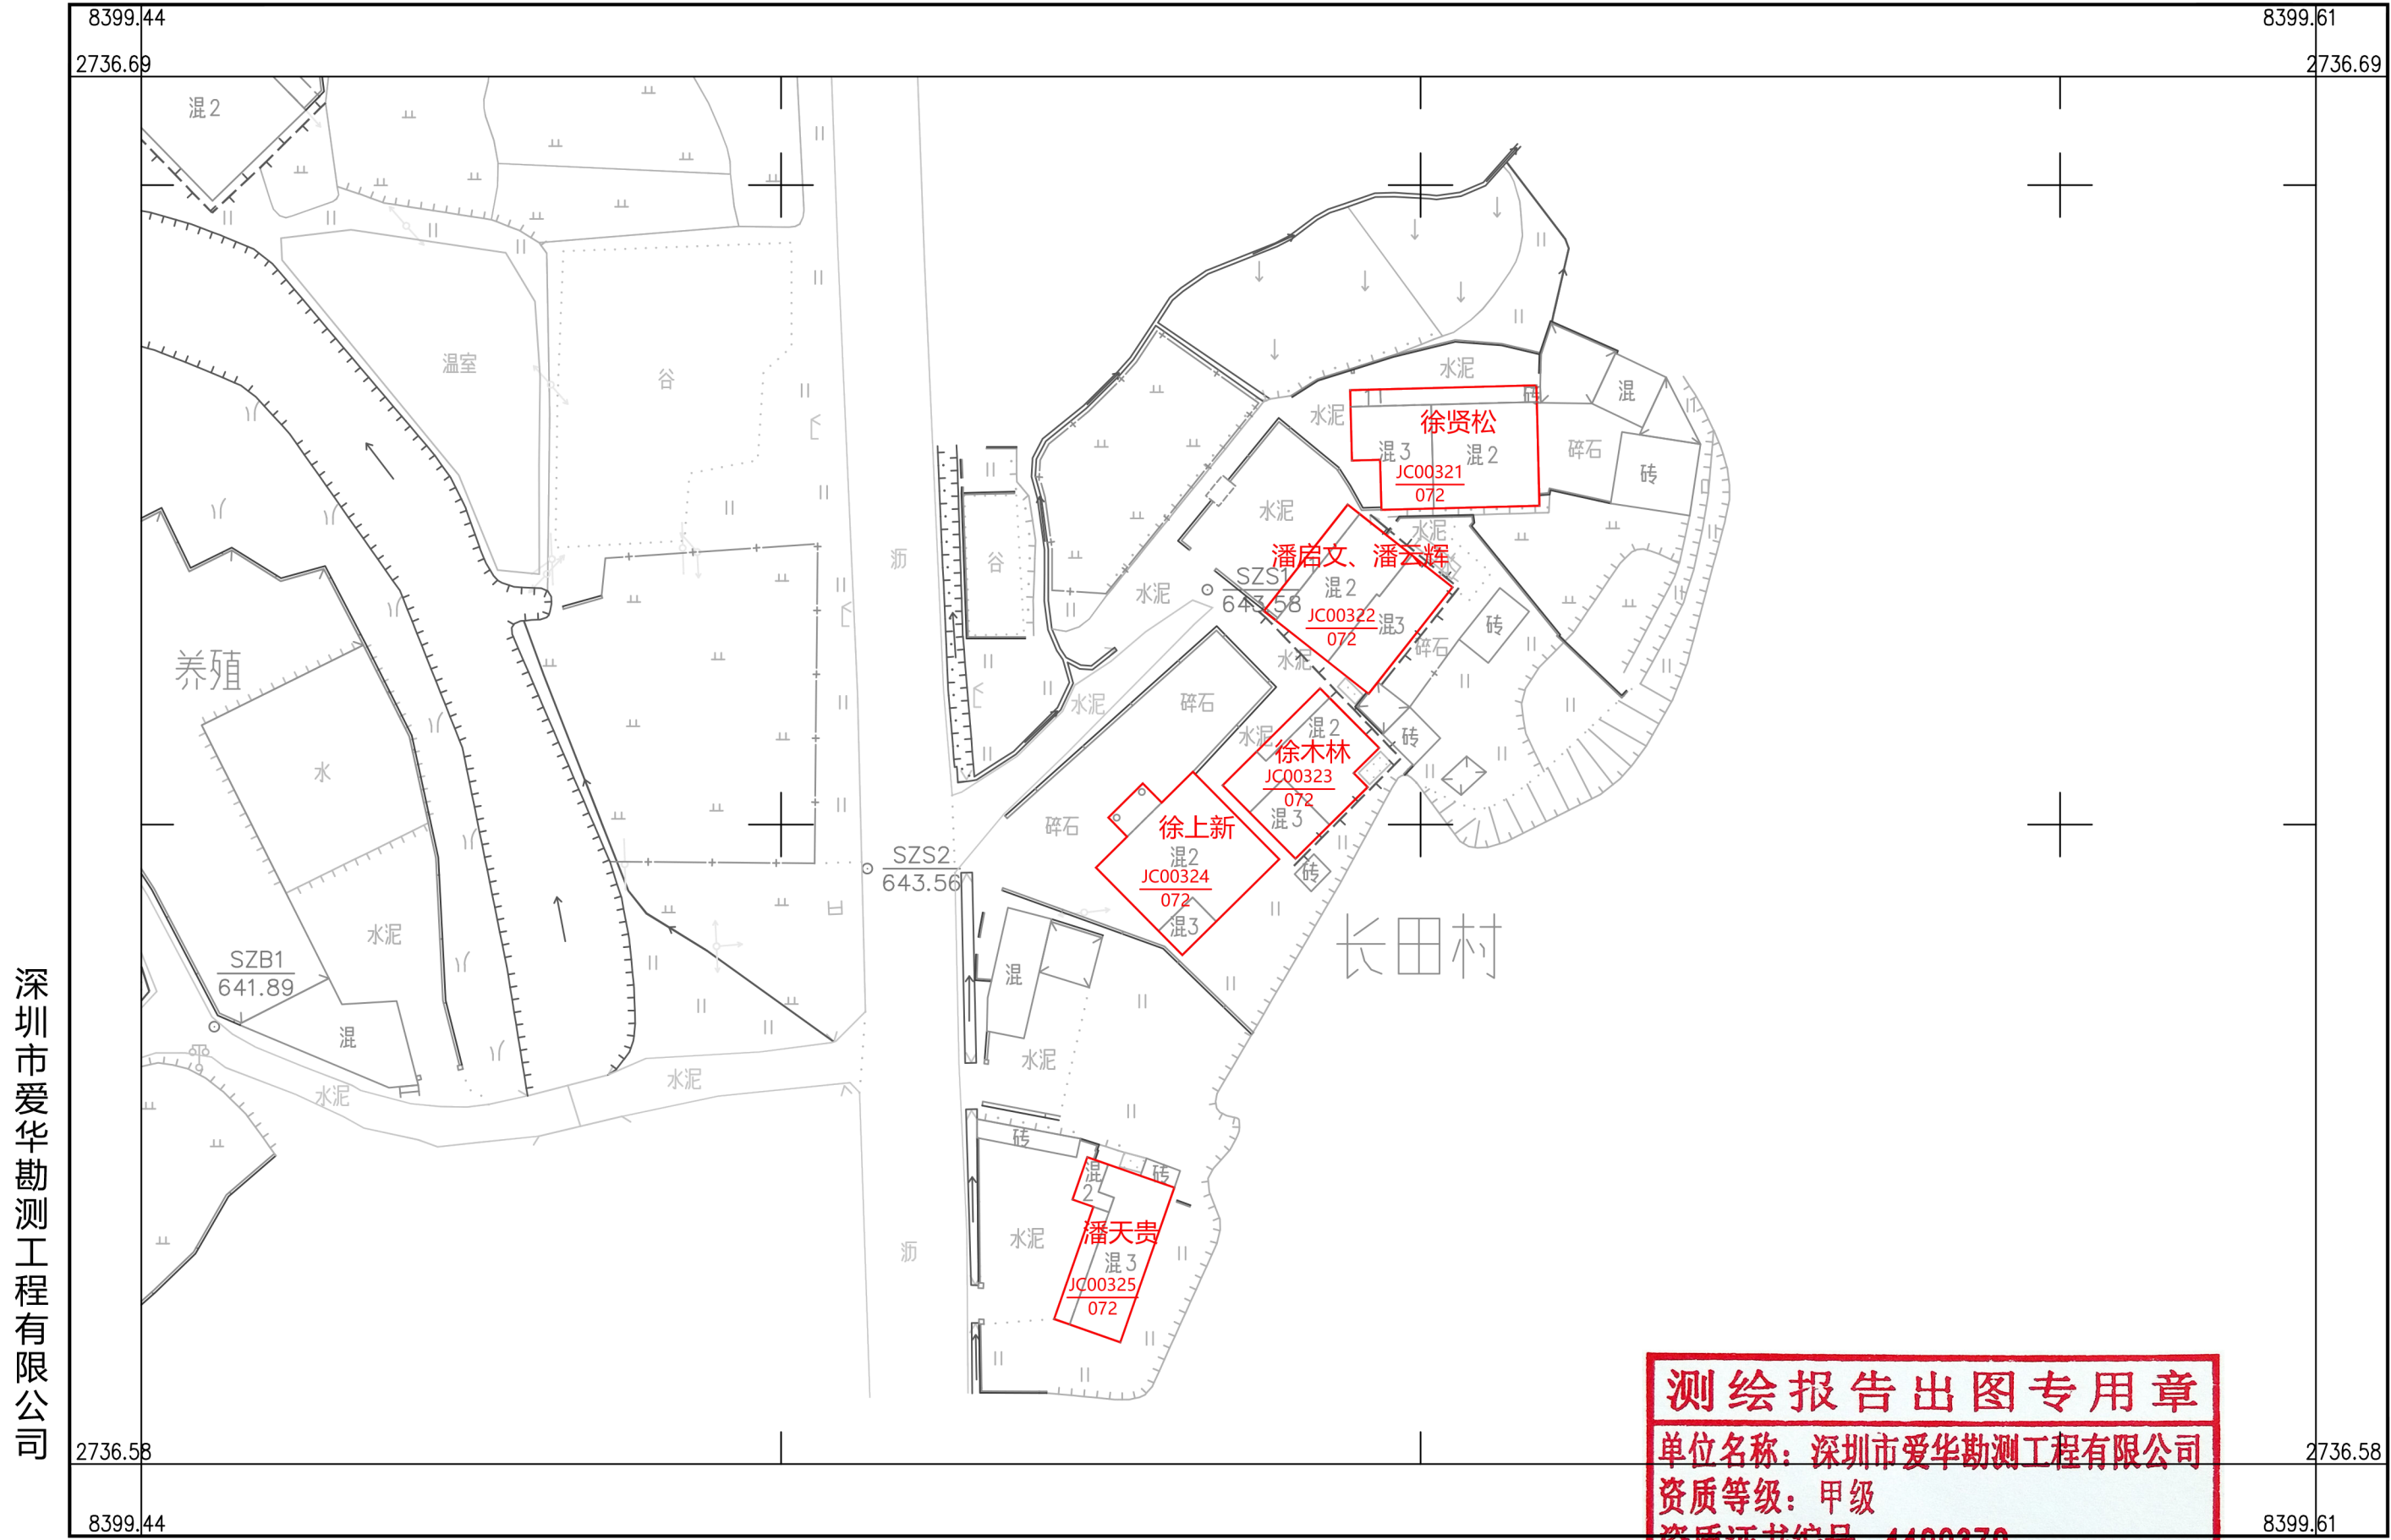 8399.44
8399.61
2736.69
2736.69
混2
温室
谷
水泥
水泥
混
砖
徐贤松
混3
混2
碎石
砖
JC00321
072
水泥
水泥
沥
谷
潘启文、潘云辉
SZS1
643.58
混2
水泥
JC00322
072
混3
砖
碎石
养殖
水泥
碎石
水泥
水
水泥
混2
徐木林
砖
JC00323
072
混3
碎石
徐上新
SZS2
643.56
混2
JC00324
072
砖
混3
长田村
水泥
SZB1
641.89
混
混
水泥
水泥
水泥
砖
混
2
砖
水泥
潘天贵
沥
混3
JC00325
072
深圳市爱华勘测工程有限公司
测绘报告出图专用章
单位名称：深圳市爱华勘测工程有限公司
资质等级：甲级
2736.58
2736.58
8399.44
8399.61